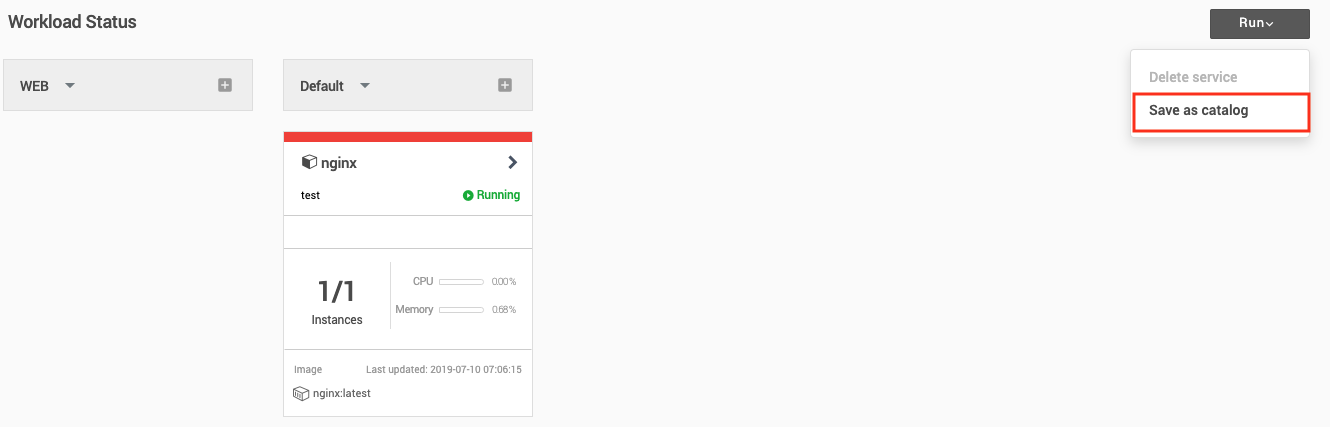 Workload Status
Run
WEB
Default
Delete service
Save as catalog
nginx
test
Running
1/1
Instances
CPU
0.00%
Memory
0.68%
Image
Last updated: 2019-07-10 07:06:15
nginx:latest